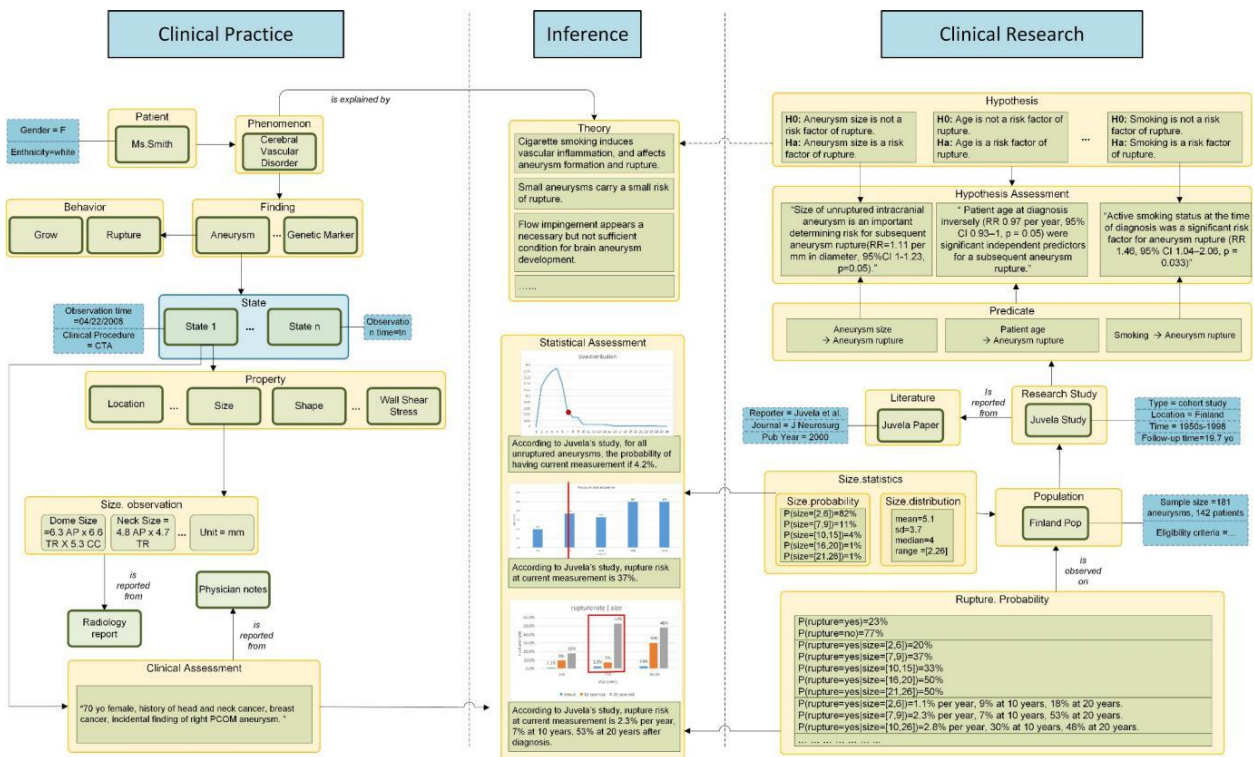 Clinical Practice
Inference
Clinical Research
is explained by
Patient
Ms.Smith
Gender = F
Enthnicity=white
Phenomenon
Cerebral
Vascular
Disorder
Behavior
Grow
Rupture
Finding
Aneurysm
...
Genetic Marker
State
State 1
...
State n
Observation time
=04/22/2008
Clinical Procedure
= CTA
Observatio
n time=tn
Property
Location
...
Size
Shape
...
Wall Shear
Stress
Size. observation
Dome Size
=6.3 AP x 6.6
TR X 5.3 CC
Neck Size =
4.8 AP x 4.7
TR
...
Unit = mm
is
reported
from
Radiology
report
Physician notes
is
reported
from
Clinical Assessment
"70 yo female, history of head and neck cancer, breast
cancer, incidental finding of right PCOM aneurysm. "
Theory
Cigarette smoking induces
vascular inflammation, and affects
aneurysm formation and rupture.
Small aneurysms carry a small risk
of rupture.
Flow impingement appears a
necessary but not sufficient
condition for brain aneurysm
development.
......
Statistical Assessment
Size distribution
According to Juvela's study, for all
unruptured aneurysms, the probability of
having current measurement if 4.2%.
According to Juvela's study, rupture risk
at current measurement is 37%.
rupture rate | size
According to Juvela's study, rupture risk
at current measurement is 2.3% per year,
7% at 10 years, 53% at 20 years after
diagnosis.
Hypothesis
H0: Aneurysm size is not a
risk factor of rupture.
Ha: Aneurysm size is a risk
factor of rupture.
H0: Age is not a risk factor of
rupture.
Ha: Age is a risk factor of
rupture.
...
H0: Smoking is not a risk
factor of rupture.
Ha: Smoking is a risk
factor of rupture.
Hypothesis Assessment
"Size of unruptured intracranial
aneurysm is an important
determining risk for subsequent
aneurysm rupture(RR=1.11 per
mm in diameter, 95%CI 1-1.23,
p=0.05)."
" Patient age at diagnosis
inversely (RR 0.97 per year, 95%
CI 0.93–1, p = 0.05) were
significant independent predictors
for a subsequent aneurysm
rupture."
"Active smoking status at the time
of diagnosis was a significant risk
factor for aneurysm rupture (RR
1.46, 95% CI 1.04–2.06, p =
0.033)"
Predicate
Aneurysm size
→ Aneurysm rupture
Patient age
→ Aneurysm rupture
Smoking → Aneurysm rupture
Literature
Juvela Paper
Reporter = Juvela et al.
Journal = J Neurosurg
Pub Year = 2000
is
reported
from
Research Study
Juvela Study
Type = cohort study
Location = Finland
Time = 1950s-1998
Follow-up time=19.7 yo
Size.statistics
Size.probability
P(size=[2,6])=82%
P(size=[7,9])=11%
P(size=[10,15])=4%
P(size=[16,20])=1%
P(size=[21,26])=1%
Size.distribution
mean=5.1
sd=3.7
median=4
range =[2,26]
Population
Finland Pop
Sample size =181
aneurysms, 142 patients
Eligibility criteria =...
is
observed
on
Rupture. Probability
P(rupture=yes)=23%
P(rupture=no)=77%
P(rupture=yes|size=[2,6])=20%
P(rupture=yes|size=[7,9])=37%
P(rupture=yes|size=[10,15])=33%
P(rupture=yes|size=[16,20])=50%
P(rupture=yes|size=[21,26])=50%
P(rupture=yes|size=[2,6])=1.1% per year, 9% at 10 years, 18% at 20 years.
P(rupture=yes|size=[7,9])=2.3% per year, 7% at 10 years, 53% at 20 years.
P(rupture=yes|size=[10,26])=2.8% per year, 30% at 10 years, 48% at 20 years.
... ... ... ... ... ... ...